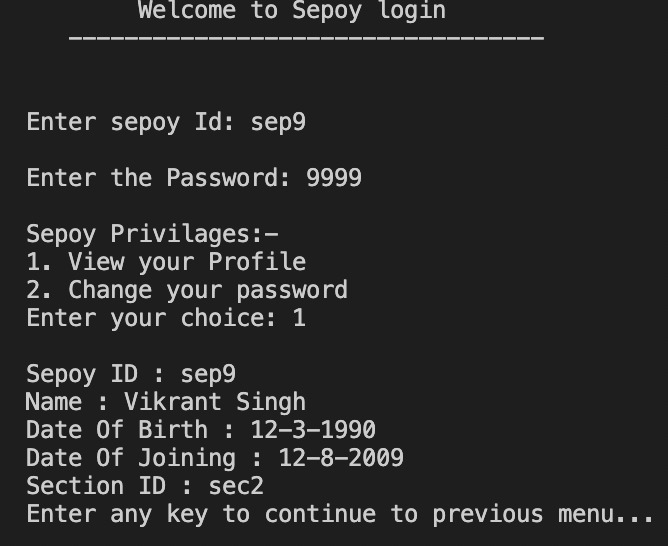 Welcome to Sepoy login
----------------------------------
Enter sepoy Id: sep9
Enter the Password: 9999
Sepoy Privilages:-
1. View your Profile
2. Change your password
Enter your choice: 1
Sepoy ID : sep9
Name : Vikrant Singh
Date Of Birth : 12-3-1990
Date Of Joining : 12-8-2009
Section ID : sec2
Enter any key to continue to previous menu...